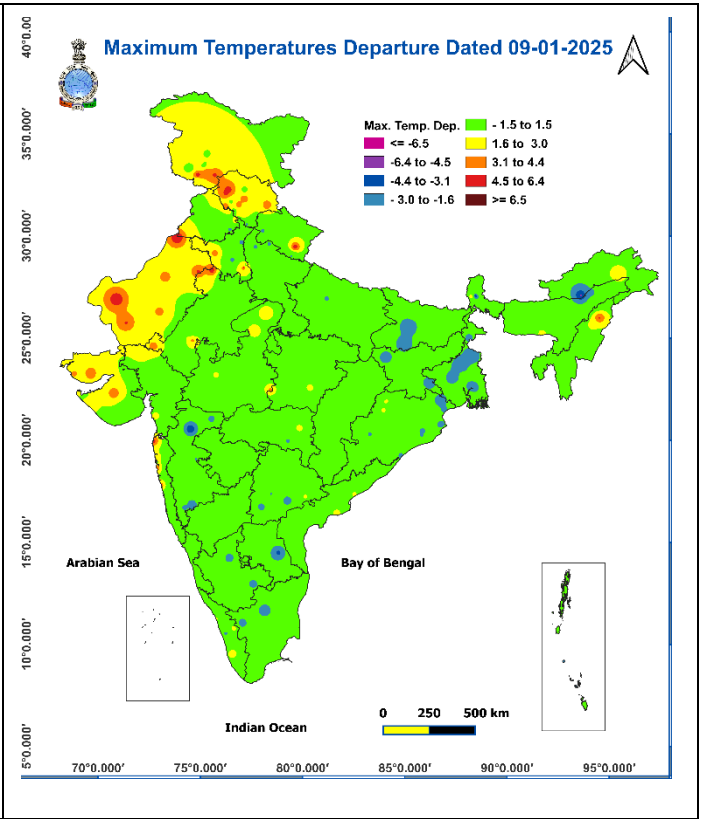 Maximum Temperatures Departure Dated 09-01-2025
Max. Temp. Dep.
<= -6.5
-6.4 to -4.5
-4.4 to -3.1
- 3.0 to -1.6
- 1.5 to 1.5
1.6 to 3.0
3.1 to 4.4
4.5 to 6.4
>= 6.5
40°0.00
35°0.000'
30°0.000'
25°0.000'
20°0.000'
15°0.000'
10°0.000'
5°0.000'
Arabian Sea
Bay of Bengal
Indian Ocean
0 250 500 km
70°0.000' 75°0.000' 80°0.000' 85°0.000' 90°0.000' 95°0.000'